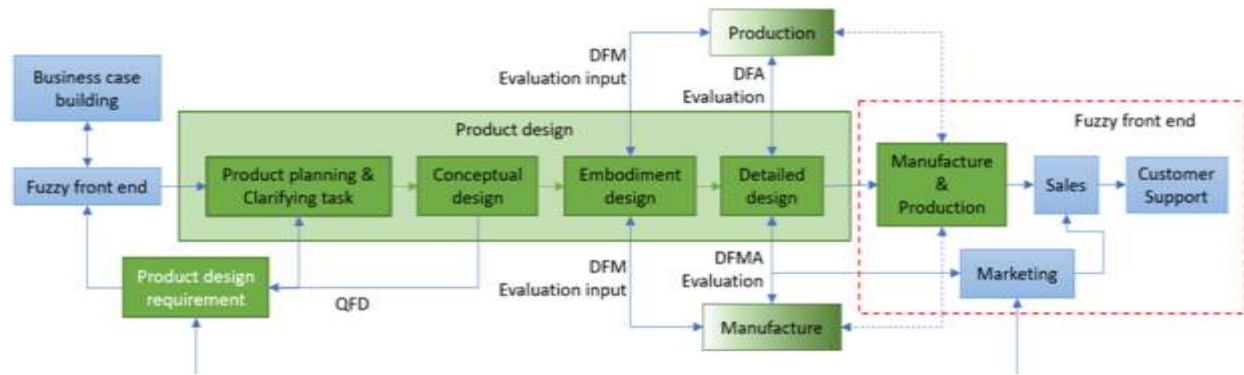 Production
DFM
Evaluation input
DFA
Evaluation
Business case
building
Product design
Fuzzy front end
Fuzzy front end
Product planning &
Clarifying task
Conceptual
design
Embodiment
design
Detailed
design
Manufacture
&
Production
Sales
Customer
Support
Product design
requirement
QFD
DFM
Evaluation input
DFMA
Evaluation
Marketing
Manufacture